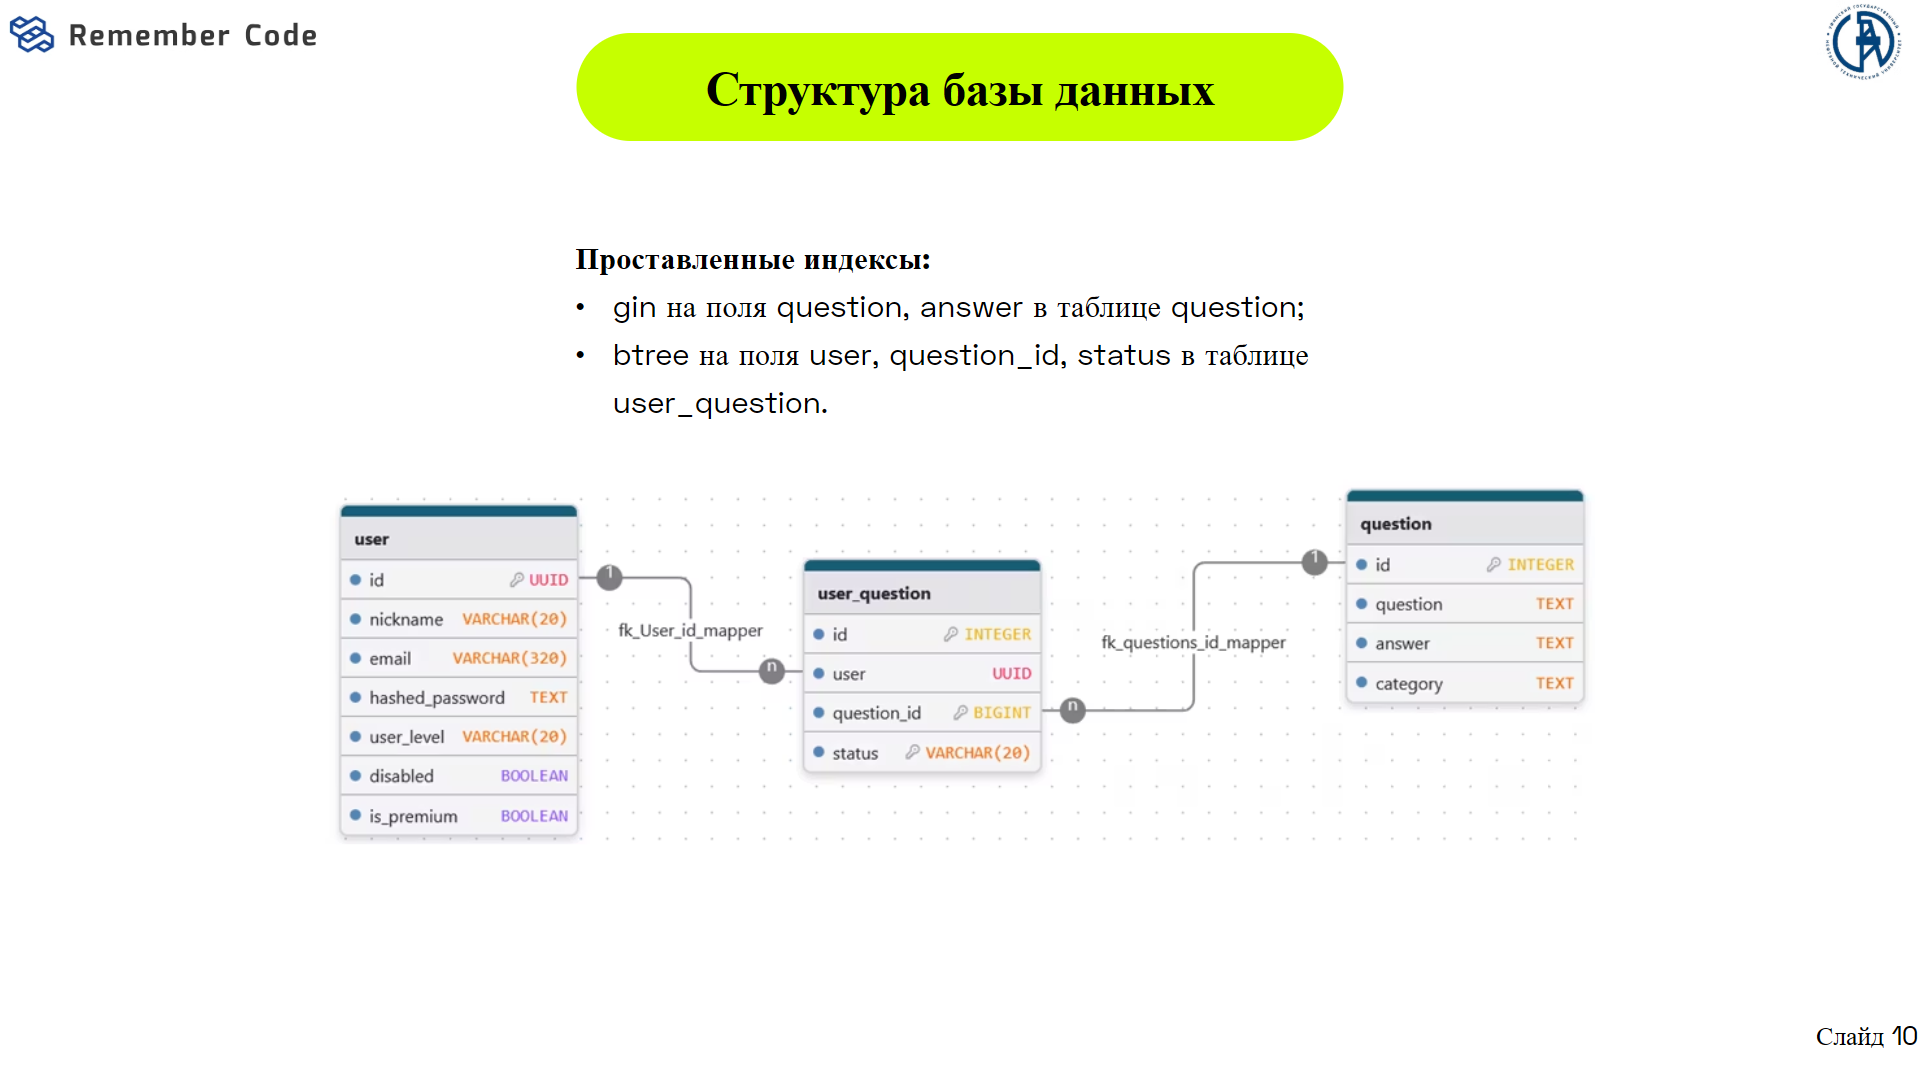 Remember Code
Структура базы данных
Проставленные индексы:
• gin на поля question, answer в таблице question;
• btree на поля user, question_id, status в таблице
user_question.
user
id UUID
nickname VARCHAR(20)
email VARCHAR(320)
hashed_password TEXT
user_level VARCHAR(20)
disabled BOOLEAN
is_premium BOOLEAN
1
fk_User_id_mapper
n
user_question
id INTEGER
user UUID
question_id BIGINT
status VARCHAR(20)
n
fk_questions_id_mapper
1
question
id INTEGER
question TEXT
answer TEXT
category TEXT
Слайд 10